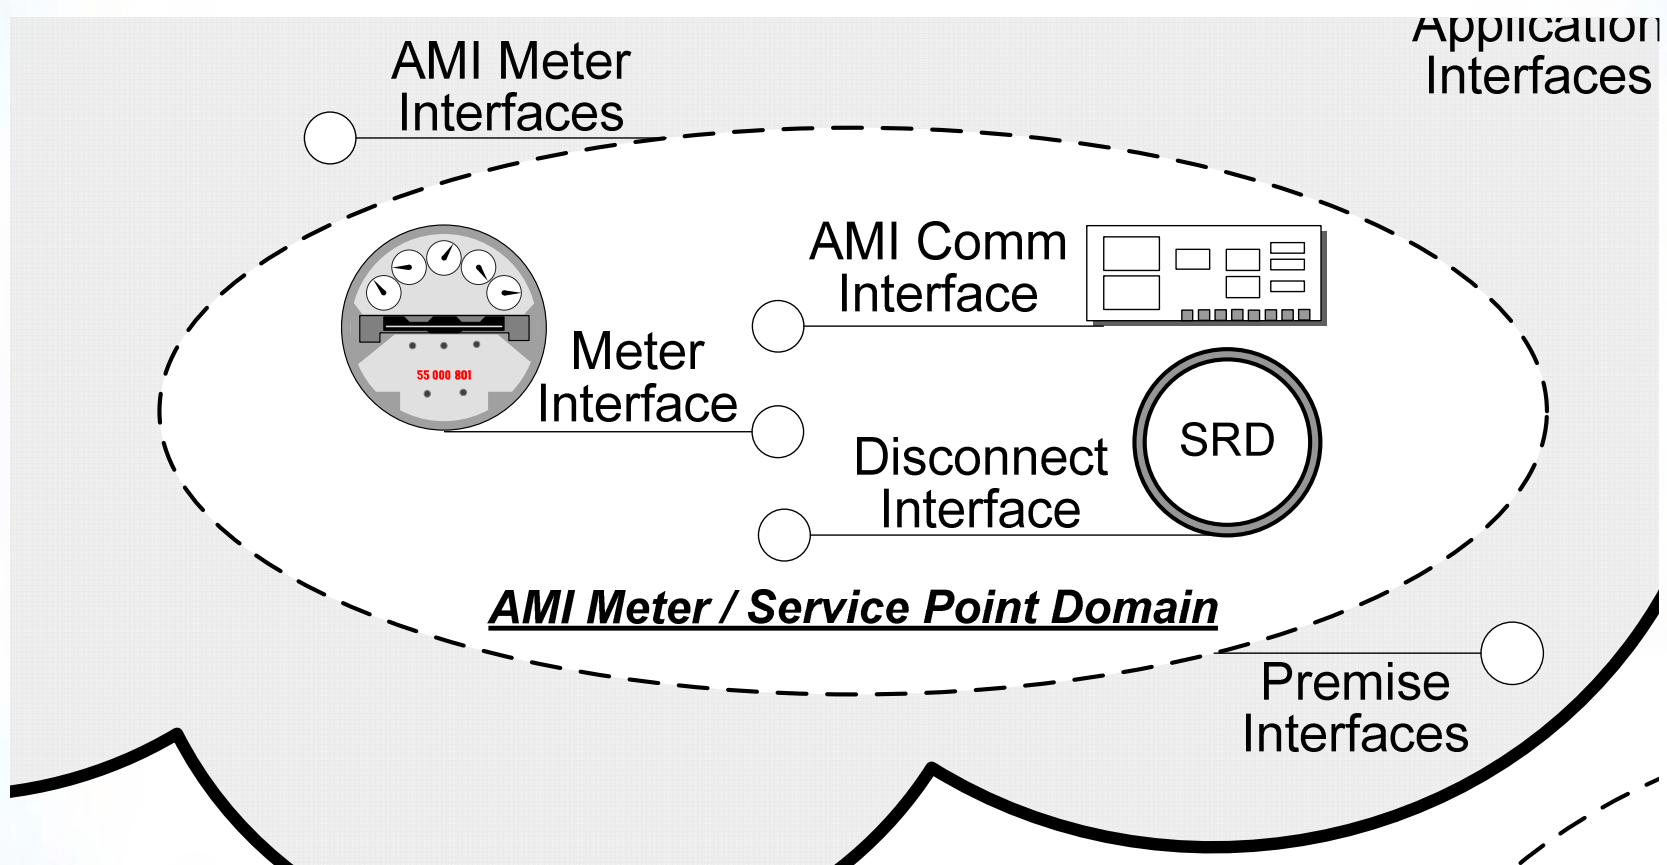 Application
Interfaces
AMI Meter
Interfaces
AMI Comm
Interface
Meter
Interface
55 000 801
Disconnect
Interface
SRD
AMI Meter / Service Point Domain
Premise
Interfaces